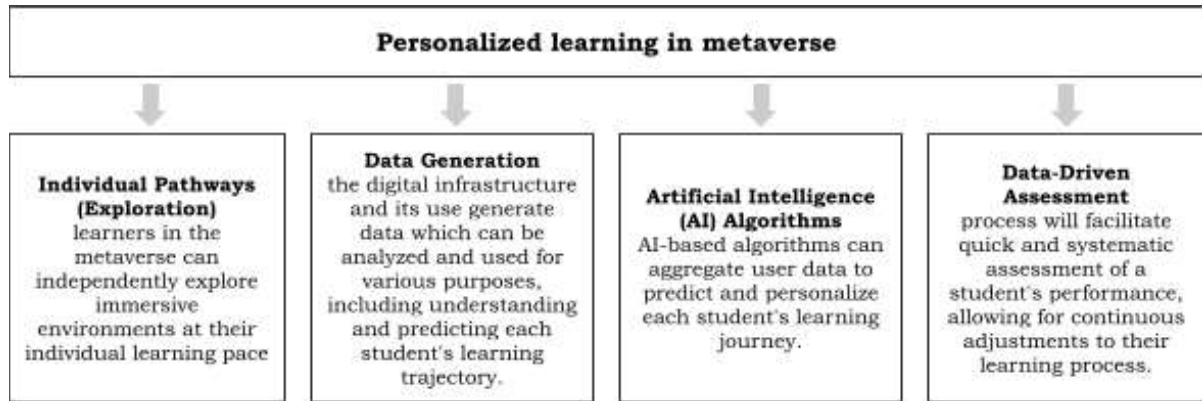 Personalized learning in metaverse
Individual Pathways
(Exploration)
learners in the
metaverse can
independently explore
immersive
environments at their
individual learning pace
Data Generation
the digital infrastructure
and its use generate
data which can be
analyzed and used for
various purposes,
including understanding
and predicting each
student's learning
trajectory.
Artificial Intelligence
(AI) Algorithms
AI-based algorithms can
aggregate user data to
predict and personalize
each student's learning
journey.
Data-Driven
Assessment
process will facilitate
quick and systematic
assessment of a
student's performance,
allowing for continuous
adjustments to their
learning process.